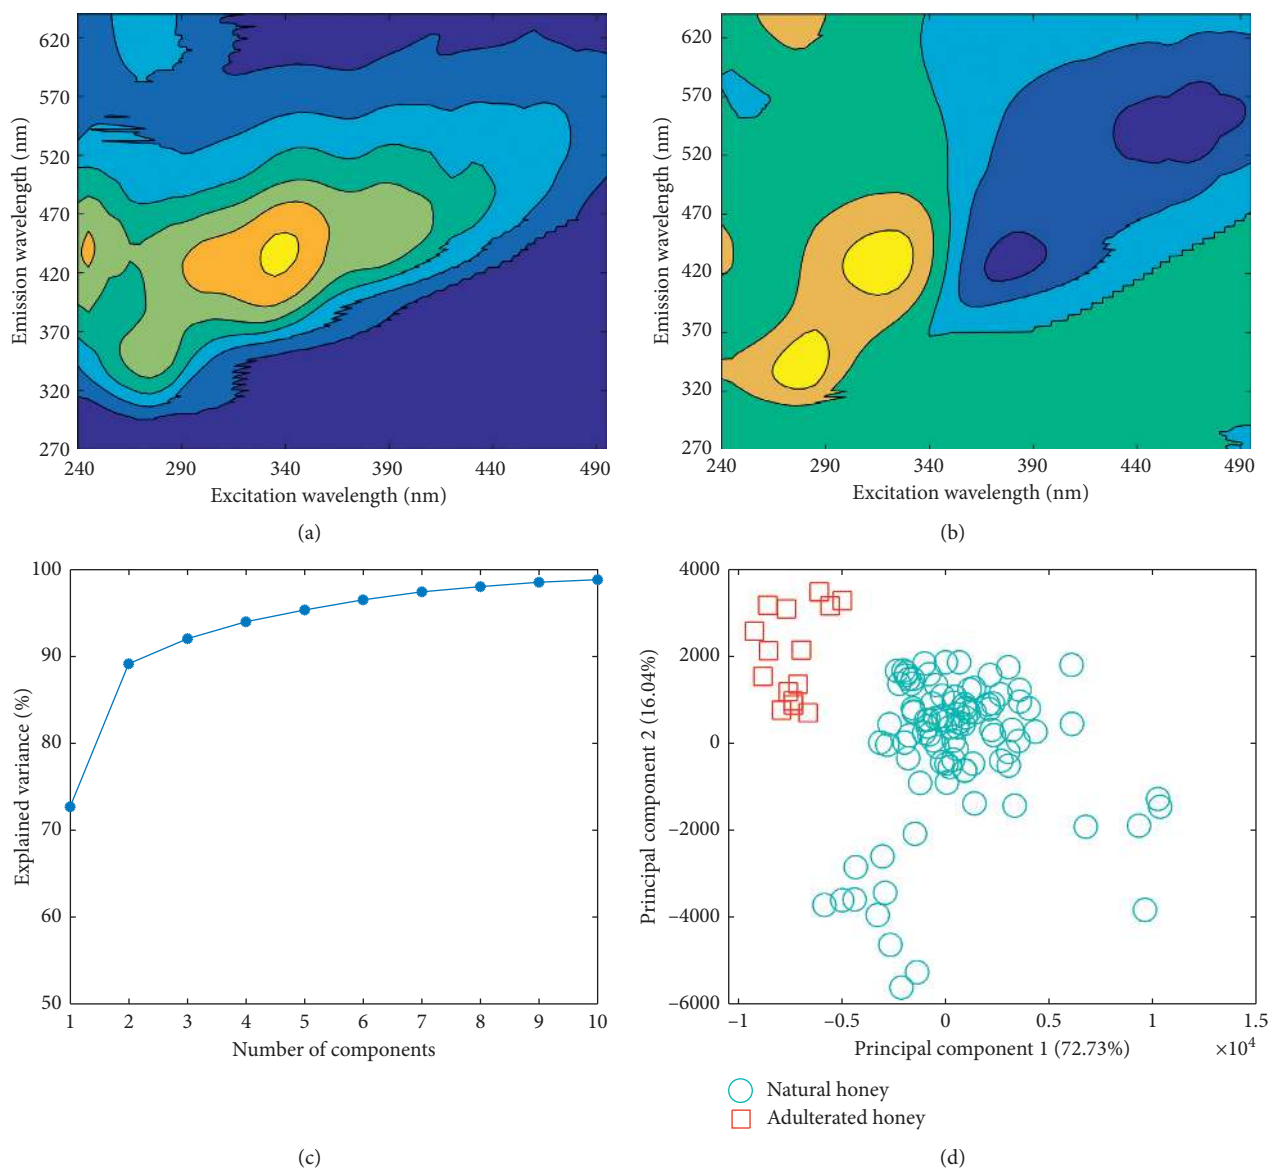 620
570
520
470
420
370
320
270
Emission wavelength (nm)
240 290 340 390 440 490
Excitation wavelength (nm)
(a)
620
570
520
470
420
370
320
270
Emission wavelength (nm)
240 290 340 390 440 490
Excitation wavelength (nm)
(b)
100
90
80
70
60
50
Explained variance (%)
1 2 3 4 5 6 7 8 9 10
Number of components
(c)
4000
2000
0
–2000
–4000
–6000
Principal component 2 (16.04%)
–1 –0.5 0 0.5 1 1.5
Principal component 1 (72.73%) ×10⁴
Natural honey
Adulterated honey
(d)